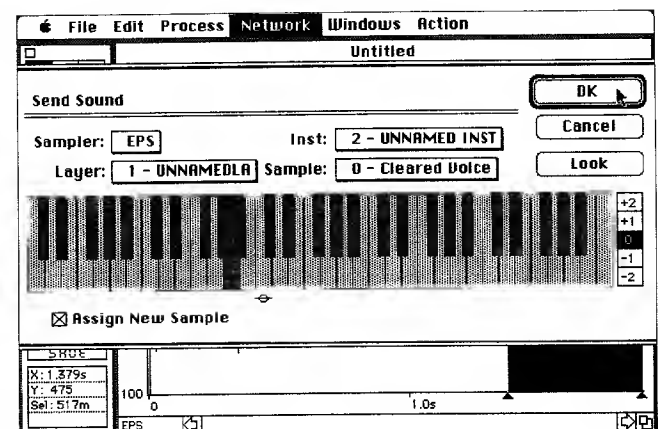 File Edit Process Network Windows Action
Untitled
Send Sound
OK
Cancel
Look
Sampler: EPS
Inst: 2 - UNNAMED INST
Layer: 1 - UNNAMEDLA
Sample: 0 - Cleared Voice
+2
+1
0
-1
-2
Assign New Sample
SAVE
X: 1.379s
Y: 475
Sel: 517m
100
0
1.0s
EPS